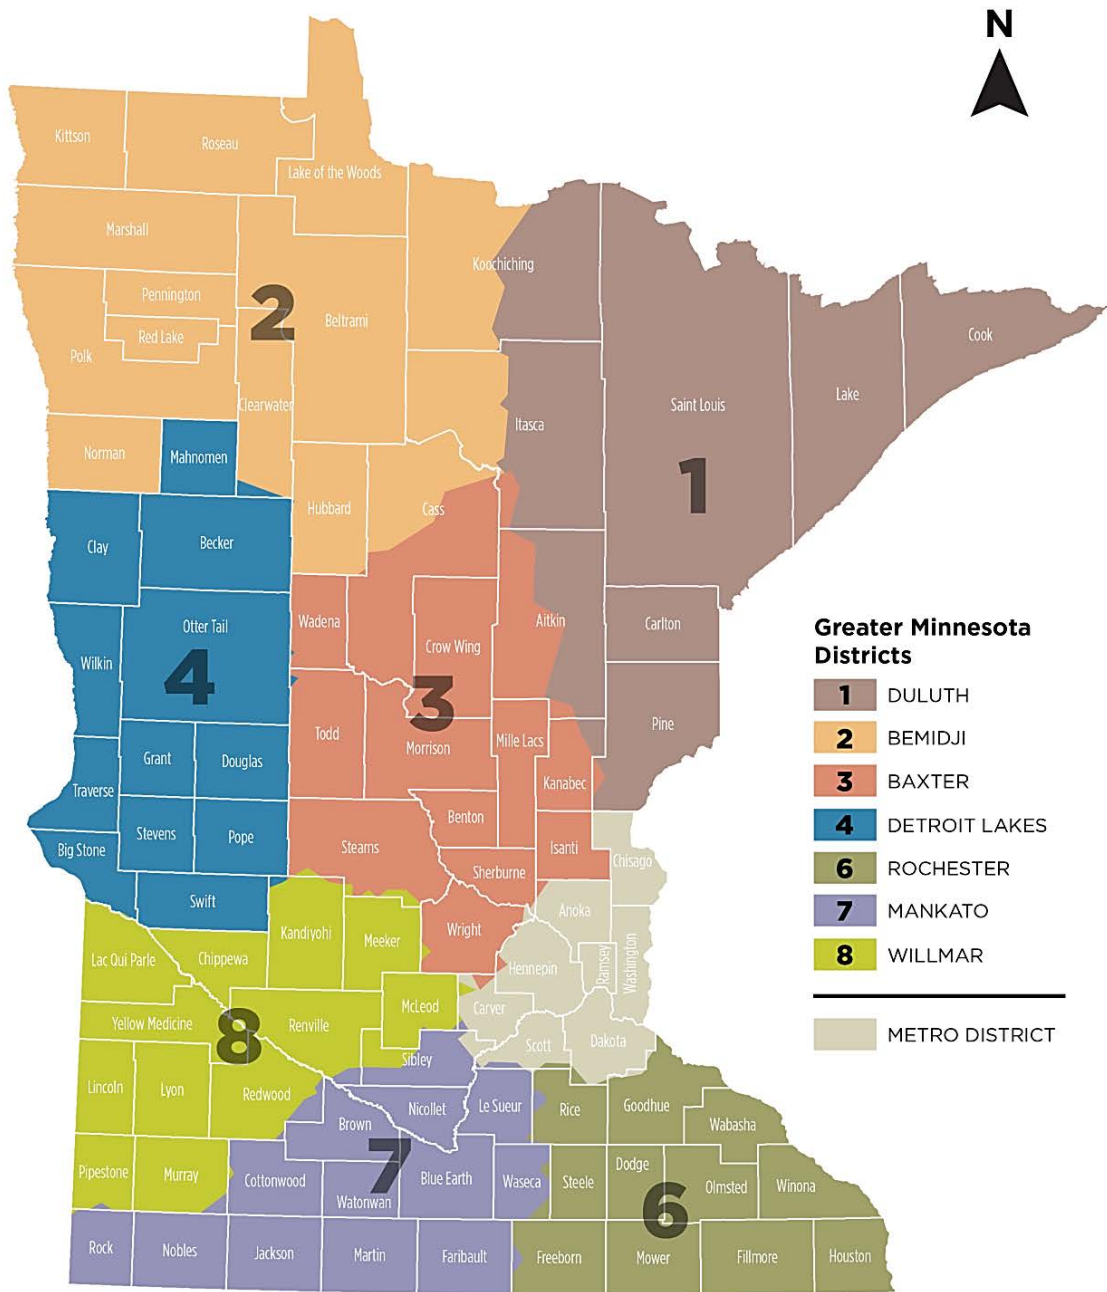 N
Kittson
Roseau
Lake of the Woods
Marshall
Koochiching
Pennington
2
Beltrami
Red Lake
Polk
Cook
Lake
Saint Louis
Clearwater
Itasca
Norman
Mahnomen
1
Hubbard
Cass
Clay
Becker
Otter Tail
Wadena
Aitkin
Carlton
Crow Wing
Wilkin
4
3
Pine
Todd
Morrison
Mille Lacs
Grant
Douglas
Kanabec
Traverse
Benton
Stevens
Pope
Stearns
Isanti
Big Stone
Chisago
Sherburne
Swift
Anoka
Kandiyohi
Wright
Meeker
Lac Qui Parle
Chippewa
Hennepin
Ramsey
Washington
McLeod
Carver
Yellow Medicine
8
Renville
Scott
Dakota
Sibley
Lincoln
Lyon
Redwood
Nicollet
Le Sueur
Rice
Goodhue
Brown
Wabasha
7
Pipestone
Murray
Cottonwood
Blue Earth
Waseca
Steele
Dodge
Olmsted
Winona
Watonwan
6
Rock
Nobles
Jackson
Martin
Faribault
Freeborn
Mower
Fillmore
Houston
Greater Minnesota
Districts
1 DULUTH
2 BEMIDJI
3 BAXTER
4 DETROIT LAKES
6 ROCHESTER
7 MANKATO
8 WILLMAR
METRO DISTRICT